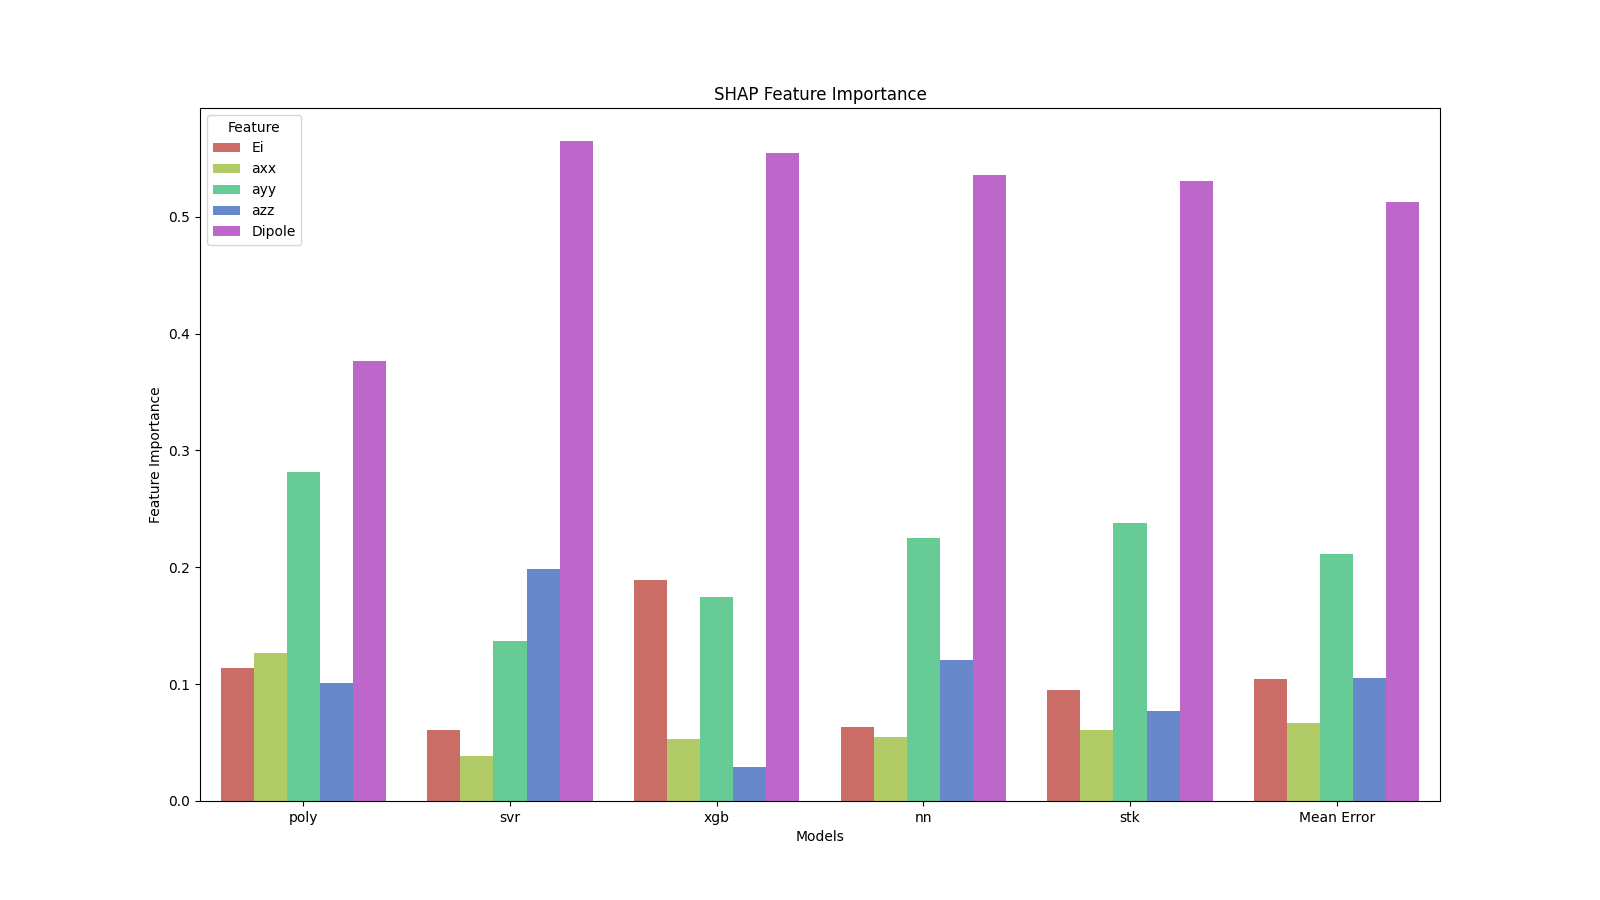 SHAP Feature Importance
Feature
Ei
axx
ayy
azz
Dipole
Feature Importance
0.5
0.4
0.3
0.2
0.1
0.0
poly svr xgb nn stk Mean Error
Models